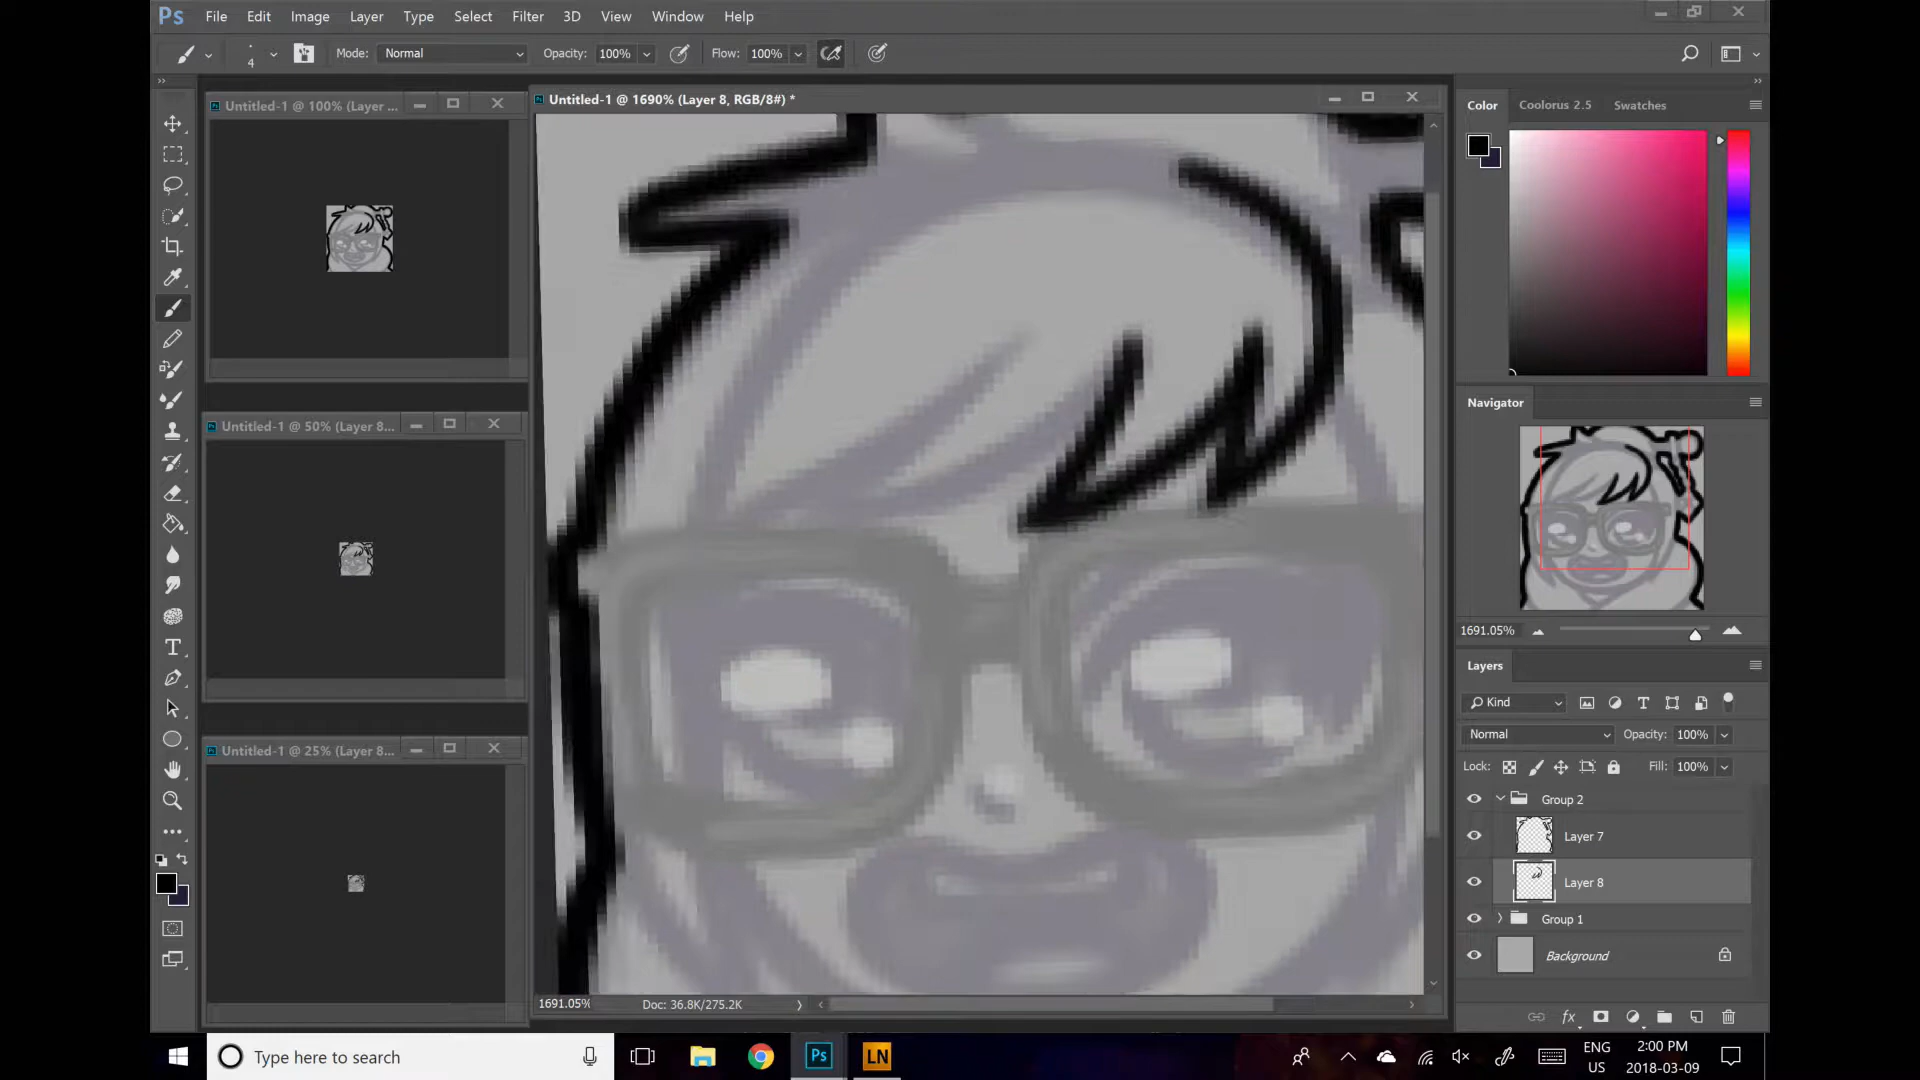 Ps File Edit Image Layer Type Select Filter 3D View Window Help
4 Mode: Normal Opacity: 100% Flow: 100%
Untitled-1 @ 100% (Layer ...
Untitled-1 @ 1690% (Layer 8, RGB/8#) *
Color Coolorus 2.5 Swatches
Navigator
Untitled-1 @ 50% (Layer 8...
1691.05%
Layers
Kind
Normal Opacity: 100%
Lock: Fill: 100%
Untitled-1 @ 25% (Layer 8...
Group 2
Layer 7
Layer 8
Group 1
Background
1691.05% Doc: 36.8K/275.2K
Type here to search
Ps
LN
ENG
US
2:00 PM
2018-03-09